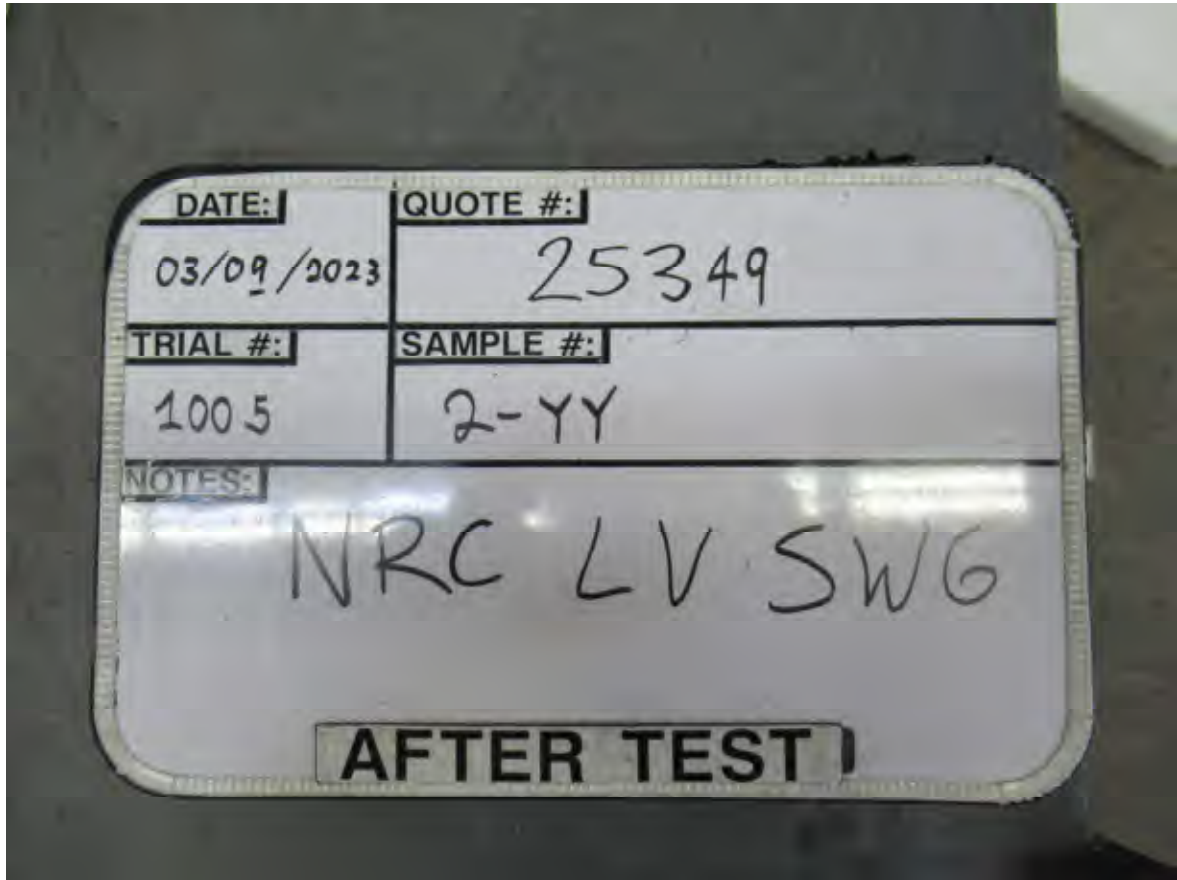 DATE: QUOTE #:
03/09/2023 25349
TRIAL #: SAMPLE #:
1005 2-YY
NOTES:
NRC LV SWG
AFTER TEST